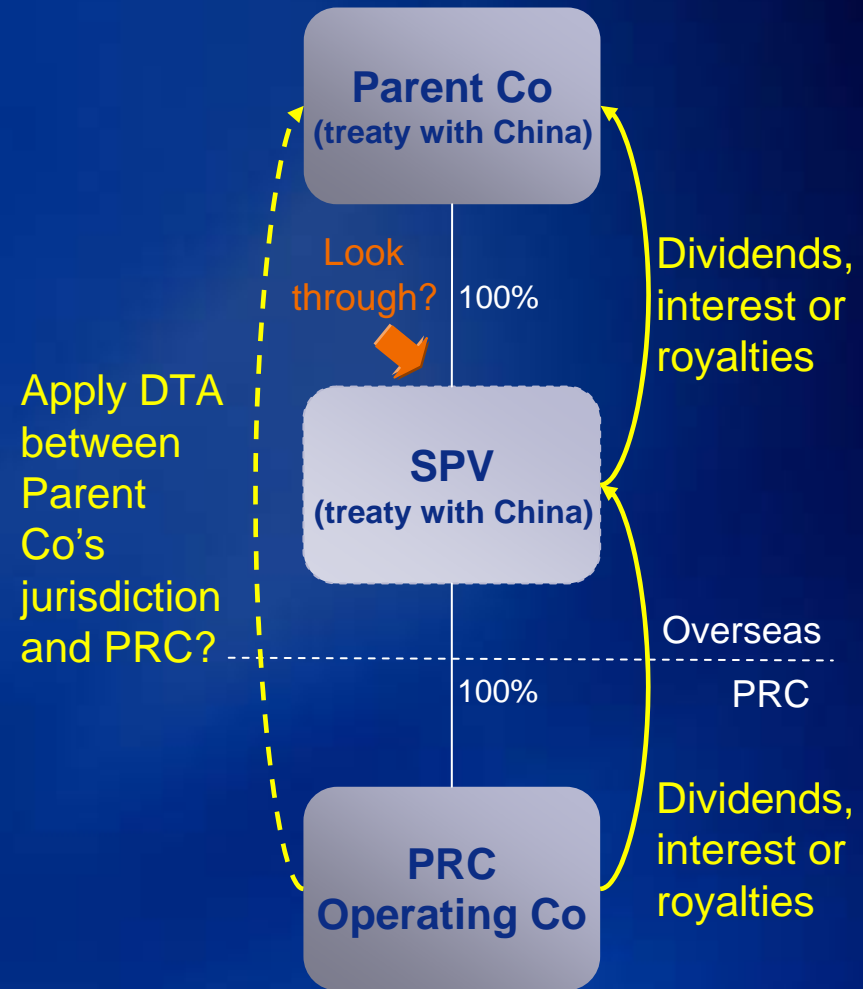 Parent Co
(treaty with China)
Look
through?
100%
Dividends,
interest or
royalties
Apply DTA
between
Parent
Co’s
jurisdiction
and PRC?
SPV
(treaty with China)
Overseas
PRC
100%
Dividends,
interest or
royalties
PRC
Operating Co